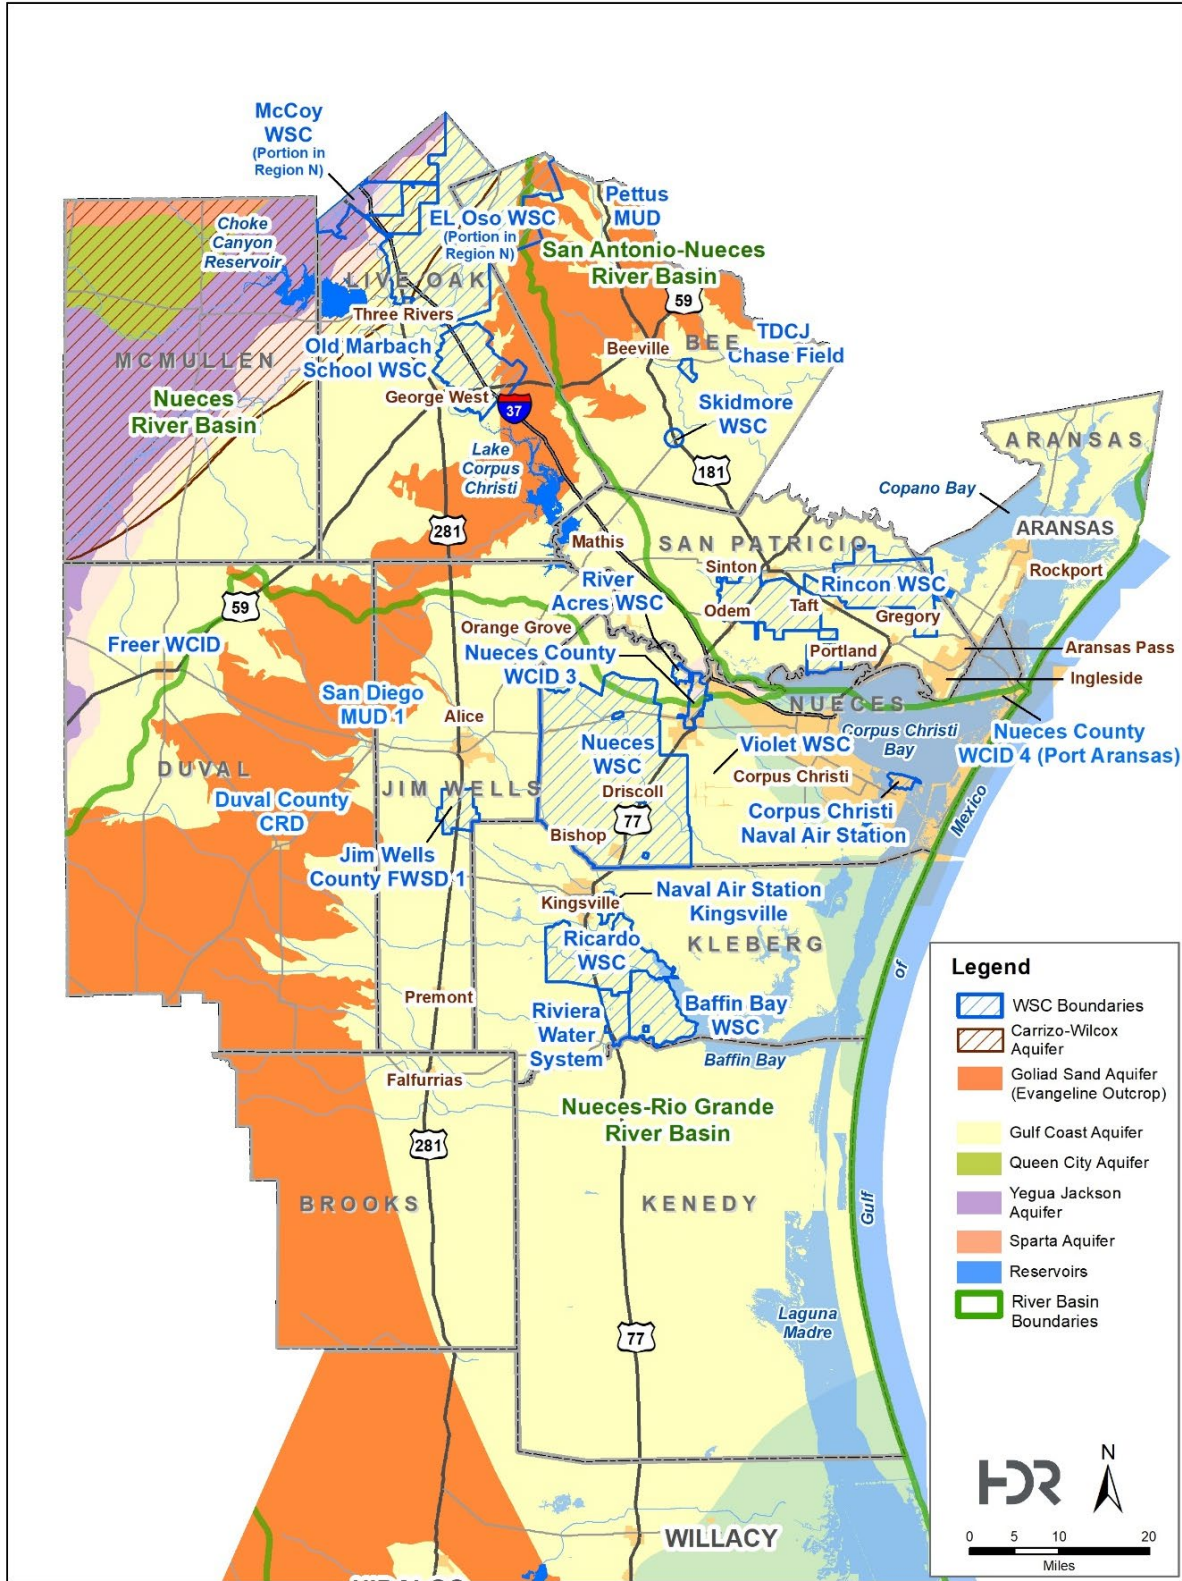 McCoy
WSC
(Portion in
Region N)
Choke
Canyon
Reservoir
EL Oso WSC
(Portion in
Region N)
Pettus
MUD
San Antonio-Nueces
River Basin
LIVE OAK
59
Three Rivers
Beeville
BEE
TDCJ
Chase Field
MCMULLEN
Old Marbach
School WSC
Nueces
River Basin
George West
37
Skidmore
WSC
ARANSAS
Lake
Corpus
Christi
181
Copano Bay
281
ARANSAS
Mathis
SAN PATRICIO
Sinton
Rockport
59
River
Acres WSC
Rincon WSC
Odem
Taft
Gregory
Orange Grove
Freer WCID
Nueces County
WCID 3
Portland
Aransas Pass
Ingleside
San Diego
MUD 1
Alice
NUECES
Nueces
WSC
Violet WSC
Corpus Christi
Bay
Nueces County
WCID 4 (Port Aransas)
DUVAL
JIM WELLS
Driscoll
Corpus Christi
Duval County
CRD
77
Corpus Christi
Naval Air Station
Bishop
Jim Wells
County FWSD 1
Kingsville
Naval Air Station
Kingsville
Ricardo
WSC
KLEBERG
Premont
Riviera
Water
System
Baffin Bay
WSC
Baffin Bay
Falfurrias
Nueces-Rio Grande
River Basin
281
BROOKS
KENEDY
Gulf
of
Mexico
Laguna
Madre
77
WILLACY
Legend
WSC Boundaries
Carrizo-Wilcox
Aquifer
Goliad Sand Aquifer
(Evangeline Outcrop)
Gulf Coast Aquifer
Queen City Aquifer
Yegua Jackson
Aquifer
Sparta Aquifer
Reservoirs
River Basin
Boundaries
HDR
N
0 5 10 20
Miles